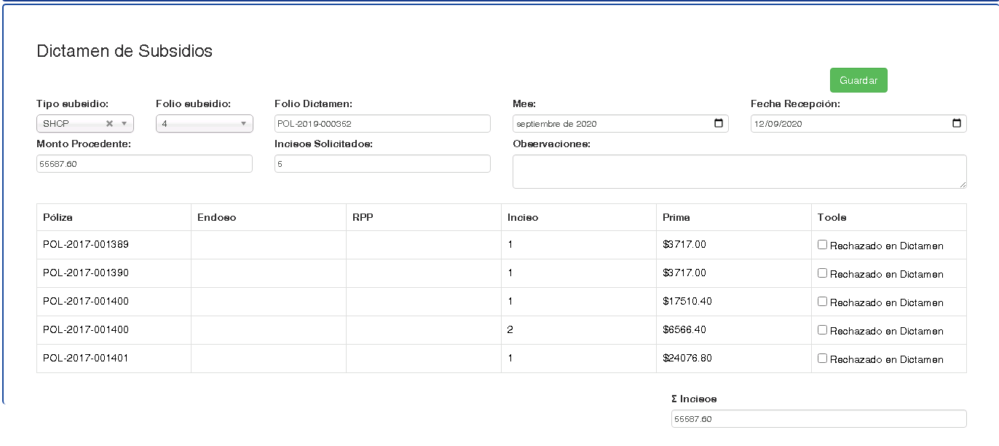 Dictamen de Subsidios
Guardar
Tipo subsidio: Folio subsidio: Folio Dictamen: Mes: Fecha Recepción:
SHCP 4 POL-2019-000352 septiembre de 2020 12/09/2020
Monto Procedente: Incisos Solicitados: Observaciones:
55587.60 5
Póliza Endoso RPP Inciso Prima Tools
POL-2017-001389 1 $3717.00 Rechazado en Dictamen
POL-2017-001390 1 $3717.00 Rechazado en Dictamen
POL-2017-001400 1 $17510.40 Rechazado en Dictamen
POL-2017-001400 2 $6566.40 Rechazado en Dictamen
POL-2017-001401 1 $24076.80 Rechazado en Dictamen
Σ Incisos
55587.60